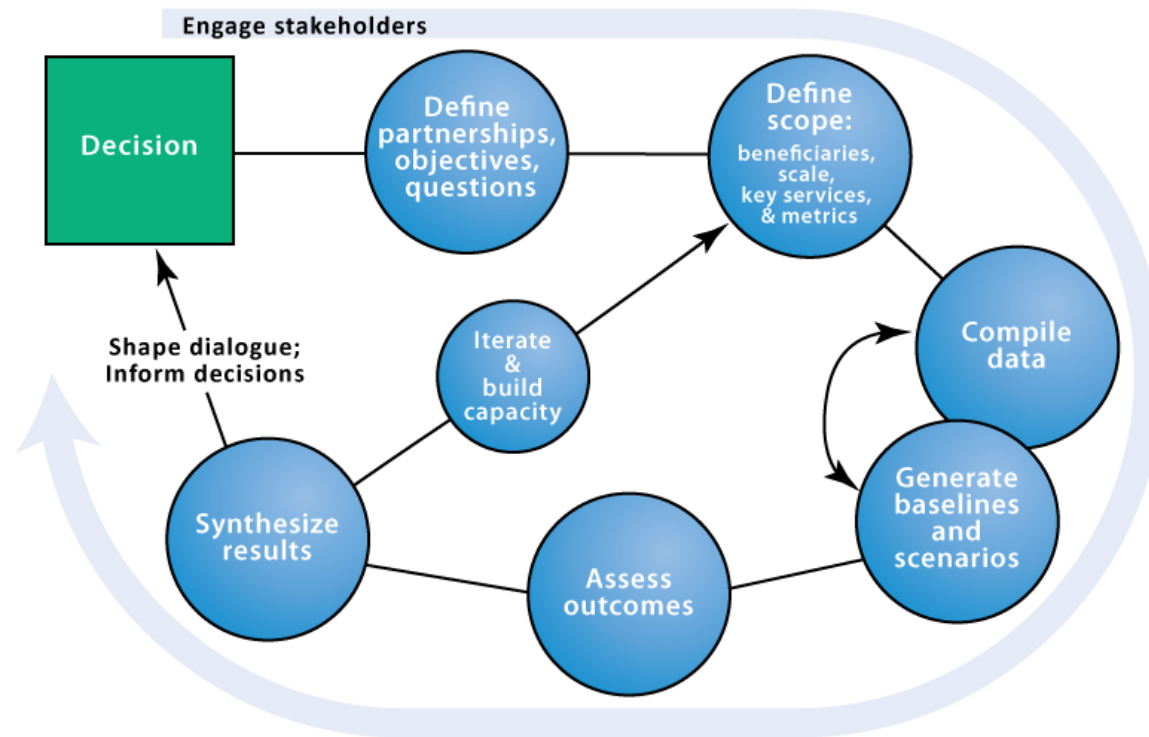 Engage stakeholders
Decision
Define
partnerships,
objectives,
questions
Define
scope:
beneficiaries,
scale,
key services,
& metrics
Compile
data
Generate
baselines
and
scenarios
Assess
outcomes
Synthesize
results
Iterate
&
build
capacity
Shape dialogue;
Inform decisions